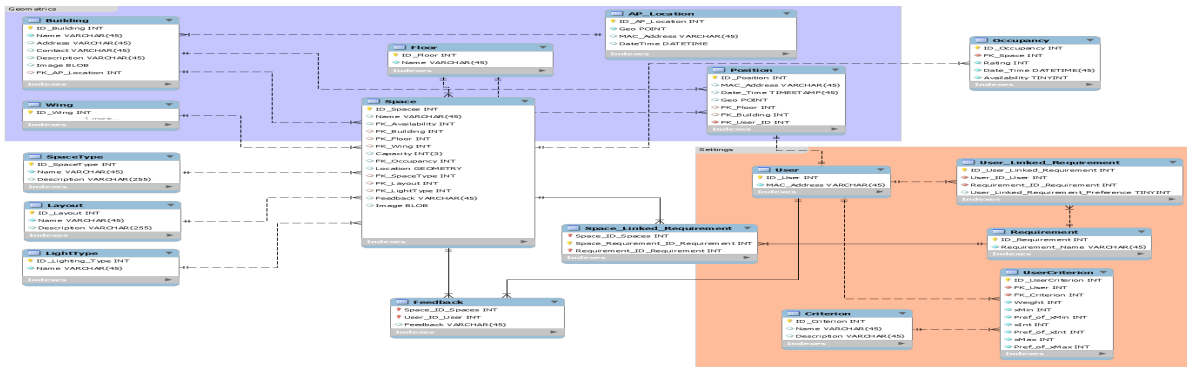 Geometrics
Building
ID_Building INT
Name VARCHAR(45)
Address VARCHAR(45)
Contact VARCHAR(45)
Description VARCHAR(45)
Image BLOB
FK_AP_Location INT
Indexes
Wing
ID_Wing INT
1 more...
Indexes
SpaceType
ID_SpaceType INT
Name VARCHAR(45)
Description VARCHAR(255)
Indexes
Layout
ID_Layout INT
Name VARCHAR(45)
Description VARCHAR(255)
Indexes
LightType
ID_Lighting_Type INT
Name VARCHAR(45)
Indexes
Floor
ID_Floor INT
Name VARCHAR(45)
Indexes
Space
ID_Spaces INT
Name VARCHAR(45)
FK_Availability INT
FK_Building INT
FK_Floor INT
FK_Wing INT
Capacity INT(3)
FK_Occupancy INT
Location GEOMETRY
FK_SpaceType INT
FK_Layout INT
FK_LightType INT
Feedback VARCHAR(45)
Image BLOB
Indexes
Feedback
Space_ID_Spaces INT
User_ID_User INT
Feedback VARCHAR(45)
Indexes
AP_Location
ID_AP_Location INT
Geo POINT
MAC_Address VARCHAR(45)
DateTime DATETIME
Indexes
Position
ID_Position INT
MAC_Address VARCHAR(45)
Date_Time TIMESTAMP(45)
Geo POINT
FK_Floor INT
FK_Building INT
FK_User_ID INT
Indexes
Occupancy
ID_Occupancy INT
FK_Space INT
Rating INT
Date_Time DATETIME(45)
Availability TINYINT
Indexes
Settings
User
ID_User INT
MAC_Address VARCHAR(45)
Indexes
User_Linked_Requirement
ID_User_Linked_Requirement INT
User_ID_User INT
Requirement_ID_Requirement INT
User_Linked_Requirement_Preference TINYINT
Indexes
Space_Linked_Requirement
Space_ID_Spaces INT
Space_Requrement_ID_Requirement INT
Requirement_ID_Requirement INT
Indexes
Requirement
ID_Requirement INT
Requirement_Name VARCHAR(45)
Indexes
UserCriterion
ID_UserCriterion INT
FK_User INT
FK_Criterion INT
Weight INT
xMin INT
Pref_of_xMin INT
xInt INT
Pref_of_xInt INT
xMax INT
Pref_of_xMax INT
Indexes
Criterion
ID_Criterion INT
Name VARCHAR(45)
Description VARCHAR(45)
Indexes